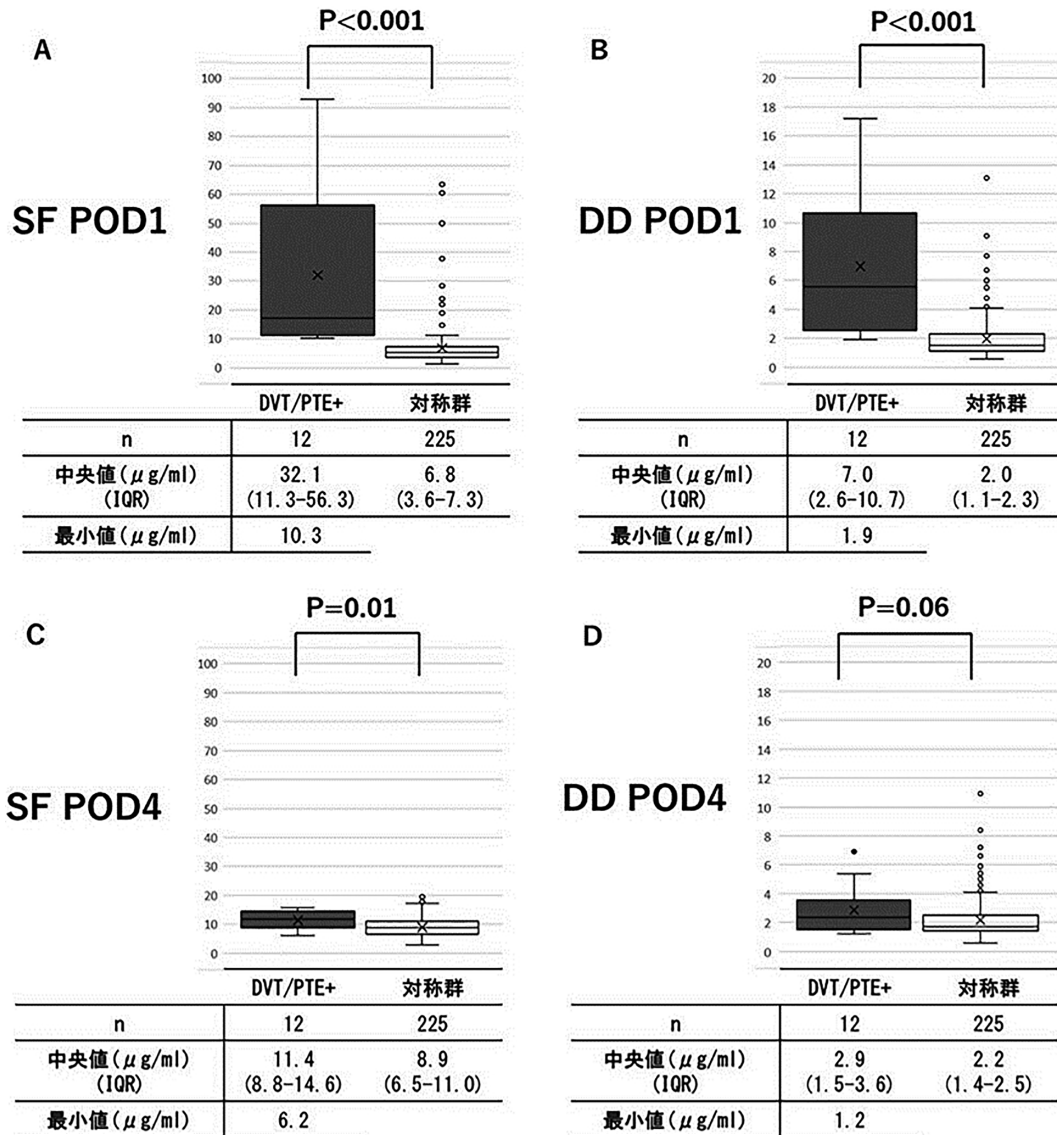 A
P<0.001
SF POD1
100
90
80
70
60
50
40
30
20
10
0
DVT/PTE+ 対称群
n 12 225
中央値(μg/ml) 32.1 6.8
(IQR) (11.3-56.3) (3.6-7.3)
最小値(μg/ml) 10.3
B
P<0.001
DD POD1
20
18
16
14
12
10
8
6
4
2
0
DVT/PTE+ 対称群
n 12 225
中央値(μg/ml) 7.0 2.0
(IQR) (2.6-10.7) (1.1-2.3)
最小値(μg/ml) 1.9
C
P=0.01
SF POD4
100
90
80
70
60
50
40
30
20
10
0
DVT/PTE+ 対称群
n 12 225
中央値(μg/ml) 11.4 8.9
(IQR) (8.8-14.6) (6.5-11.0)
最小値(μg/ml) 6.2
D
P=0.06
DD POD4
20
18
16
14
12
10
8
6
4
2
0
DVT/PTE+ 対称群
n 12 225
中央値(μg/ml) 2.9 2.2
(IQR) (1.5-3.6) (1.4-2.5)
最小値(μg/ml) 1.2